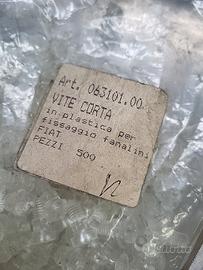 Art. 063101.00
VITE CORTA
in plastica per
fissaggio fanalini
FIAT
PEZZI 500